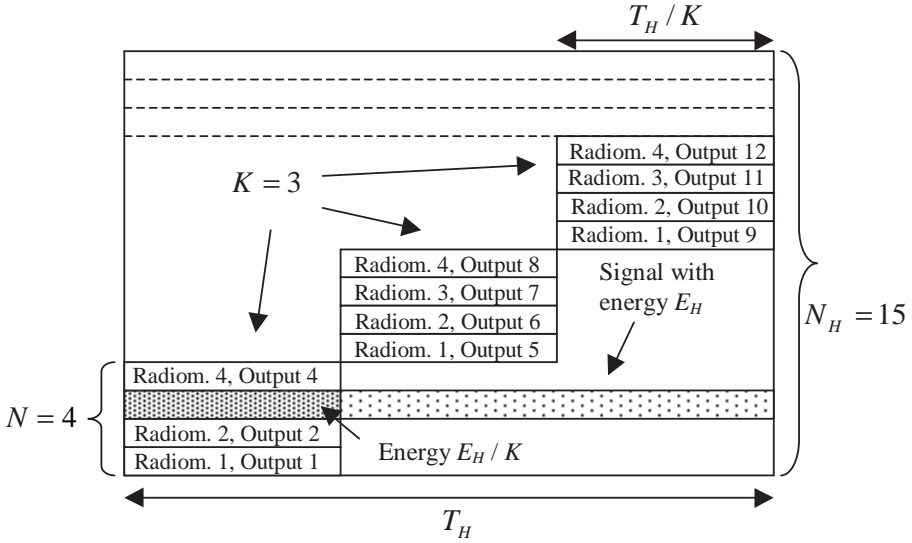 T_H / K
Radiom. 4, Output 12
Radiom. 3, Output 11
Radiom. 2, Output 10
Radiom. 1, Output 9
K = 3
Radiom. 4, Output 8
Radiom. 3, Output 7
Radiom. 2, Output 6
Radiom. 1, Output 5
Signal with
energy E_H
N_H = 15
Radiom. 4, Output 4
N = 4
Radiom. 2, Output 2
Radiom. 1, Output 1
Energy E_H / K
T_H